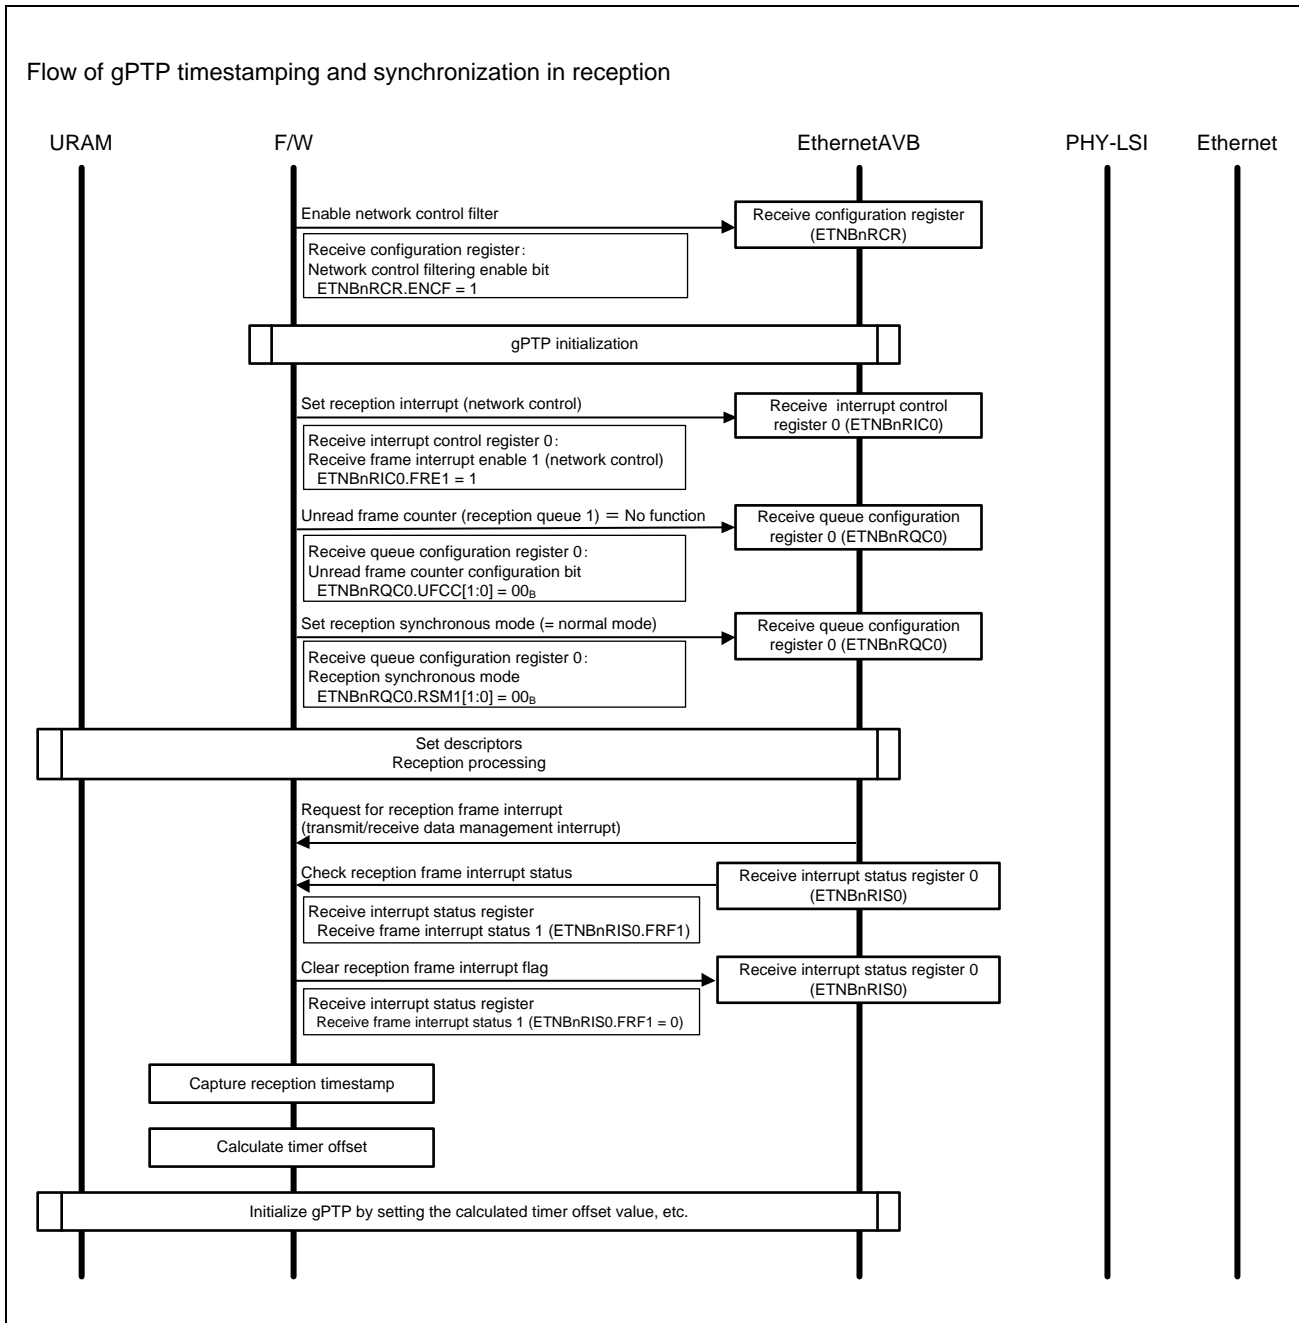 Flow of gPTP timestamping and synchronization in reception
URAM
F/W
EthernetAVB
PHY-LSI
Ethernet
Enable network control filter
Receive configuration register
(ETNBnRCR)
Receive configuration register:
Network control filtering enable bit
ETNBnRCR.ENCF = 1
gPTP initialization
Set reception interrupt (network control)
Receive interrupt control
register 0 (ETNBnRIC0)
Receive interrupt control register 0:
Receive frame interrupt enable 1 (network control)
ETNBnRIC0.FRE1 = 1
Unread frame counter (reception queue 1) = No function
Receive queue configuration
register 0 (ETNBnRQC0)
Receive queue configuration register 0:
Unread frame counter configuration bit
ETNBnRQC0.UFCC[1:0] = 00B
Set reception synchronous mode (= normal mode)
Receive queue configuration
register 0 (ETNBnRQC0)
Receive queue configuration register 0:
Reception synchronous mode
ETNBnRQC0.RSM1[1:0] = 00B
Set descriptors
Reception processing
Request for reception frame interrupt
(transmit/receive data management interrupt)
Check reception frame interrupt status
Receive interrupt status register 0
(ETNBnRIS0)
Receive interrupt status register
Receive frame interrupt status 1 (ETNBnRIS0.FRF1)
Clear reception frame interrupt flag
Receive interrupt status register 0
(ETNBnRIS0)
Receive interrupt status register
Receive frame interrupt status 1 (ETNBnRIS0.FRF1 = 0)
Capture reception timestamp
Calculate timer offset
Initialize gPTP by setting the calculated timer offset value, etc.